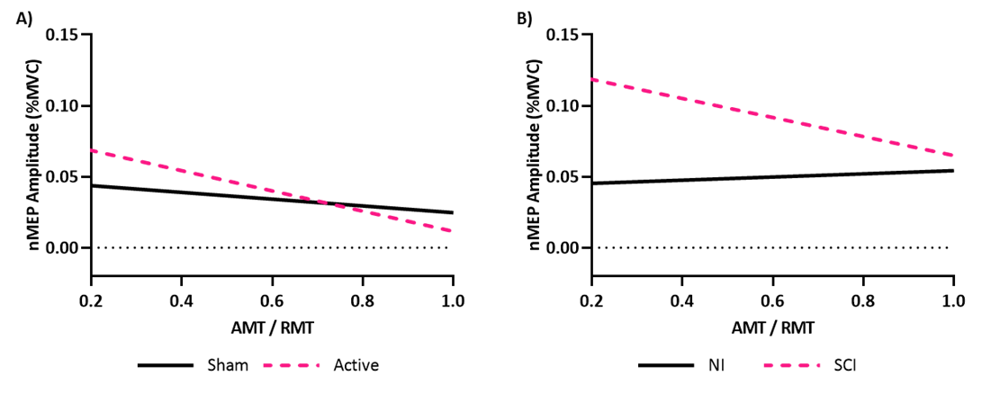 A)
nMEP Amplitude (%MVC)
0.15
0.10
0.05
0.00
0.2 0.4 0.6 0.8 1.0
AMT / RMT
Sham Active
B)
nMEP Amplitude (%MVC)
0.15
0.10
0.05
0.00
0.2 0.4 0.6 0.8 1.0
AMT / RMT
NI SCI